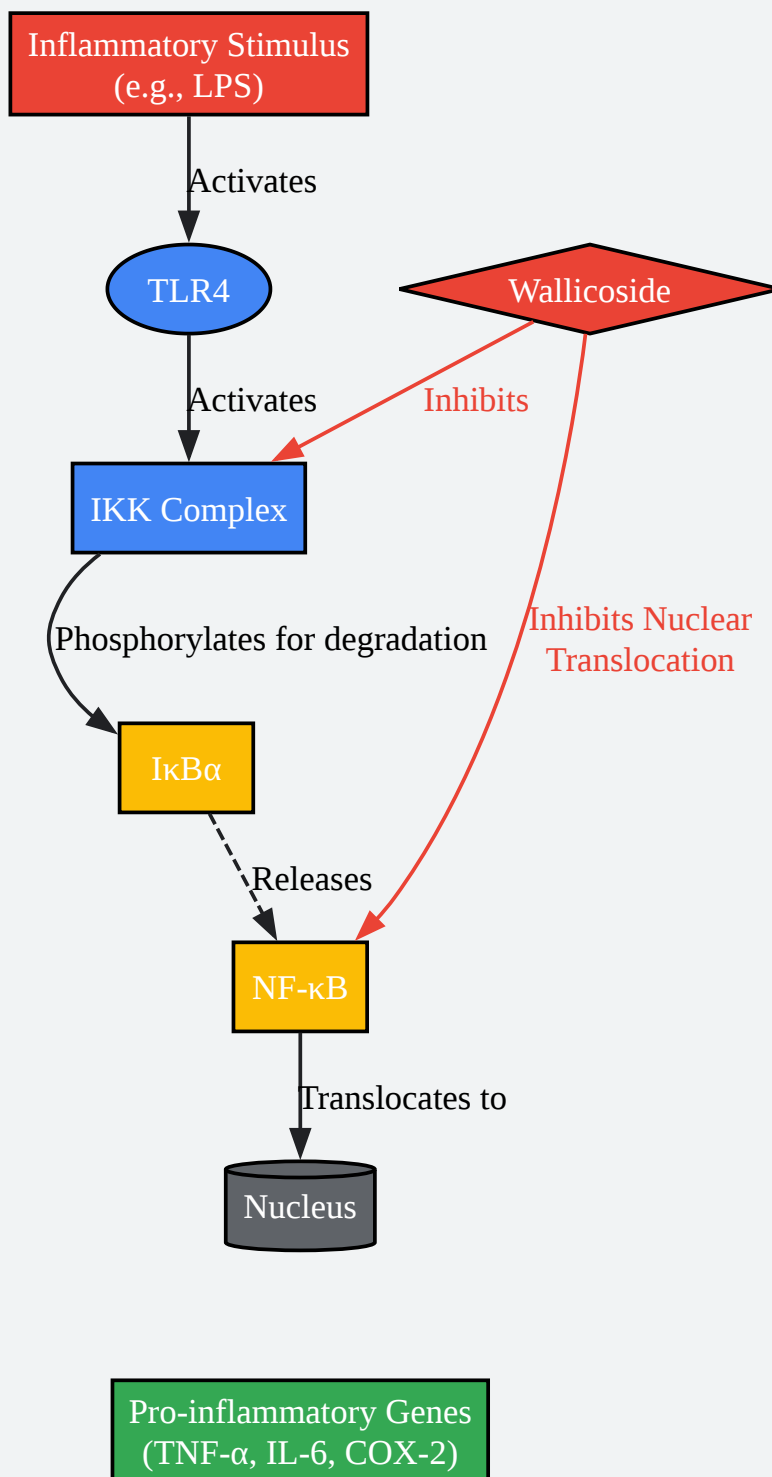 Inflammatory Stimulus
(e.g., LPS)
Activates
TLR4
Wallicoside
Activates
Inhibits
IKK Complex
Phosphorylates for degradation
Inhibits Nuclear
Translocation
IκBα
Releases
NF-κB
Translocates to
Nucleus
Pro-inflammatory Genes
(TNF-α, IL-6, COX-2)